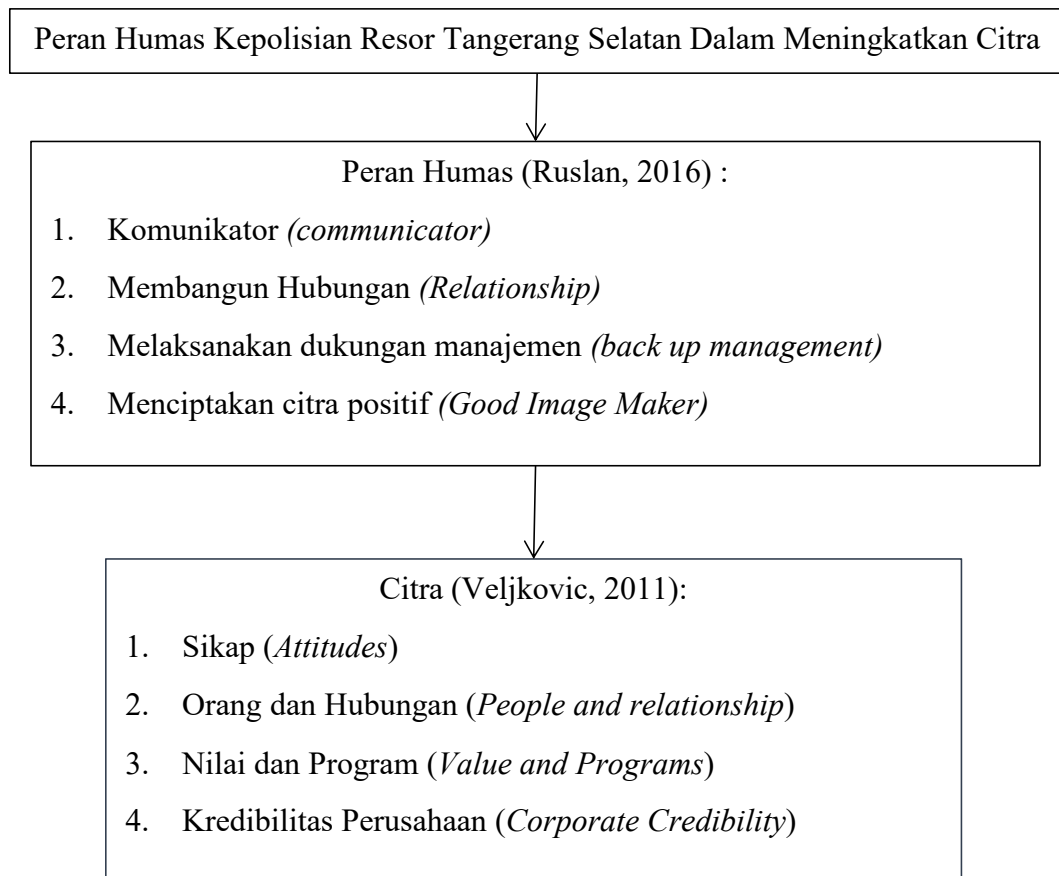 Peran Humas Kepolisian Resor Tangerang Selatan Dalam Meningkatkan Citra
Peran Humas (Ruslan, 2016) :
1. Komunikator (communicator)
2. Membangun Hubungan (Relationship)
3. Melaksanakan dukungan manajemen (back up management)
4. Menciptakan citra positif (Good Image Maker)
Citra (Veljkovic, 2011):
1. Sikap (Attitudes)
2. Orang dan Hubungan (People and relationship)
3. Nilai dan Program (Value and Programs)
4. Kredibilitas Perusahaan (Corporate Credibility)